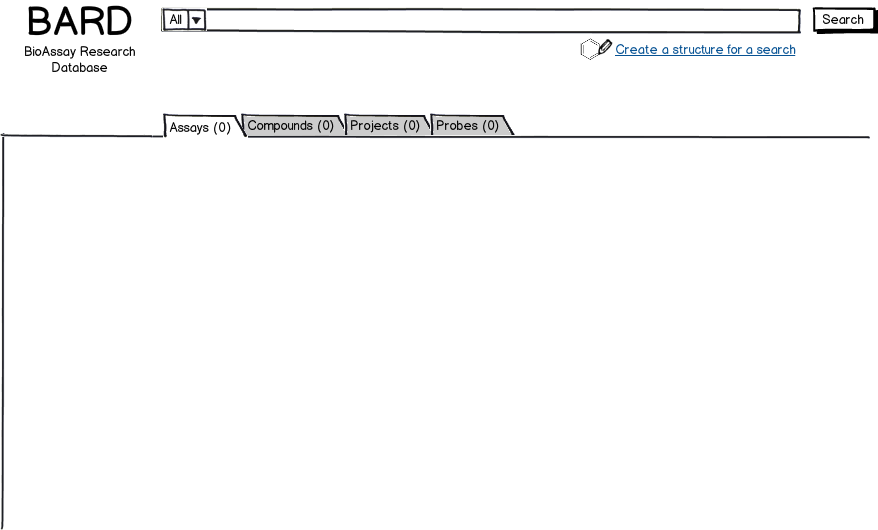 BARD
BioAssay Research
Database
All
Search
Create a structure for a search
Assays (0) Compounds (0) Projects (0) Probes (0)